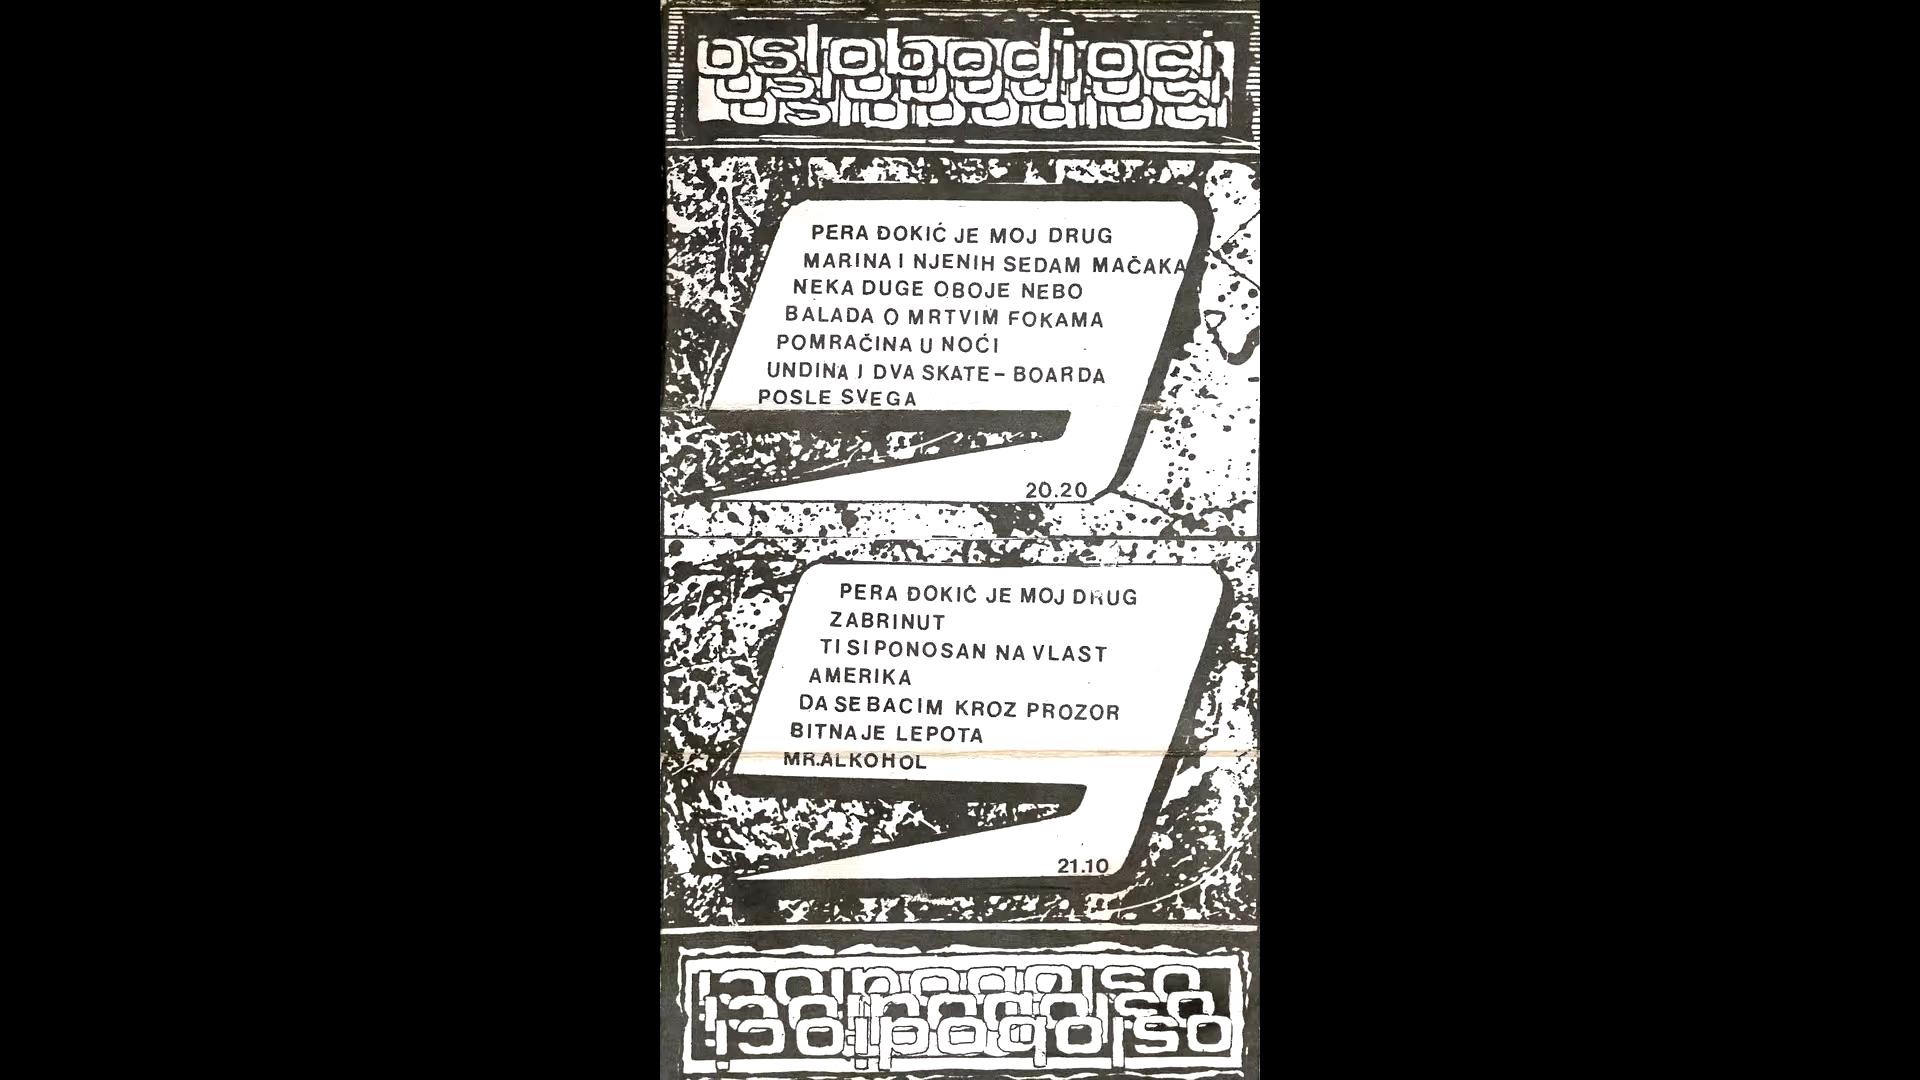 oslobodioci
oslobodioci
oslobodioci
PERA ĐOKIĆ JE MOJ DRUG
MARINA I NJENIH SEDAM MAČAKA
NEKA DUGE OBOJE NEBO
BALADA O MRTVIM FOKAMA
POMRAČINA U NOĆI
UNDINA I DVA SKATE-BOARDA
POSLE SVEGA
20.20
PERA ĐOKIĆ JE MOJ DRUG
ZABRINUT
TI SI PONOSAN NA VLAST
AMERIKA
DA SE BACIM KROZ PROZOR
BITNA JE LEPOTA
MR.ALKOHOL
21.10
oslobodioci
oslobodioci
oslobodioci